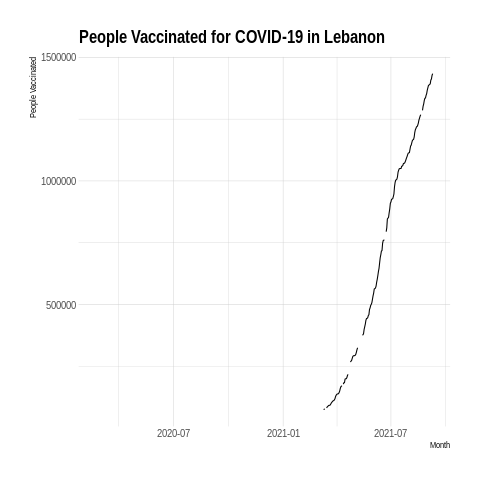 People Vaccinated for COVID-19 in Lebanon
People Vaccinated
1500000
1000000
500000
2020-07
2021-01
2021-07
Month